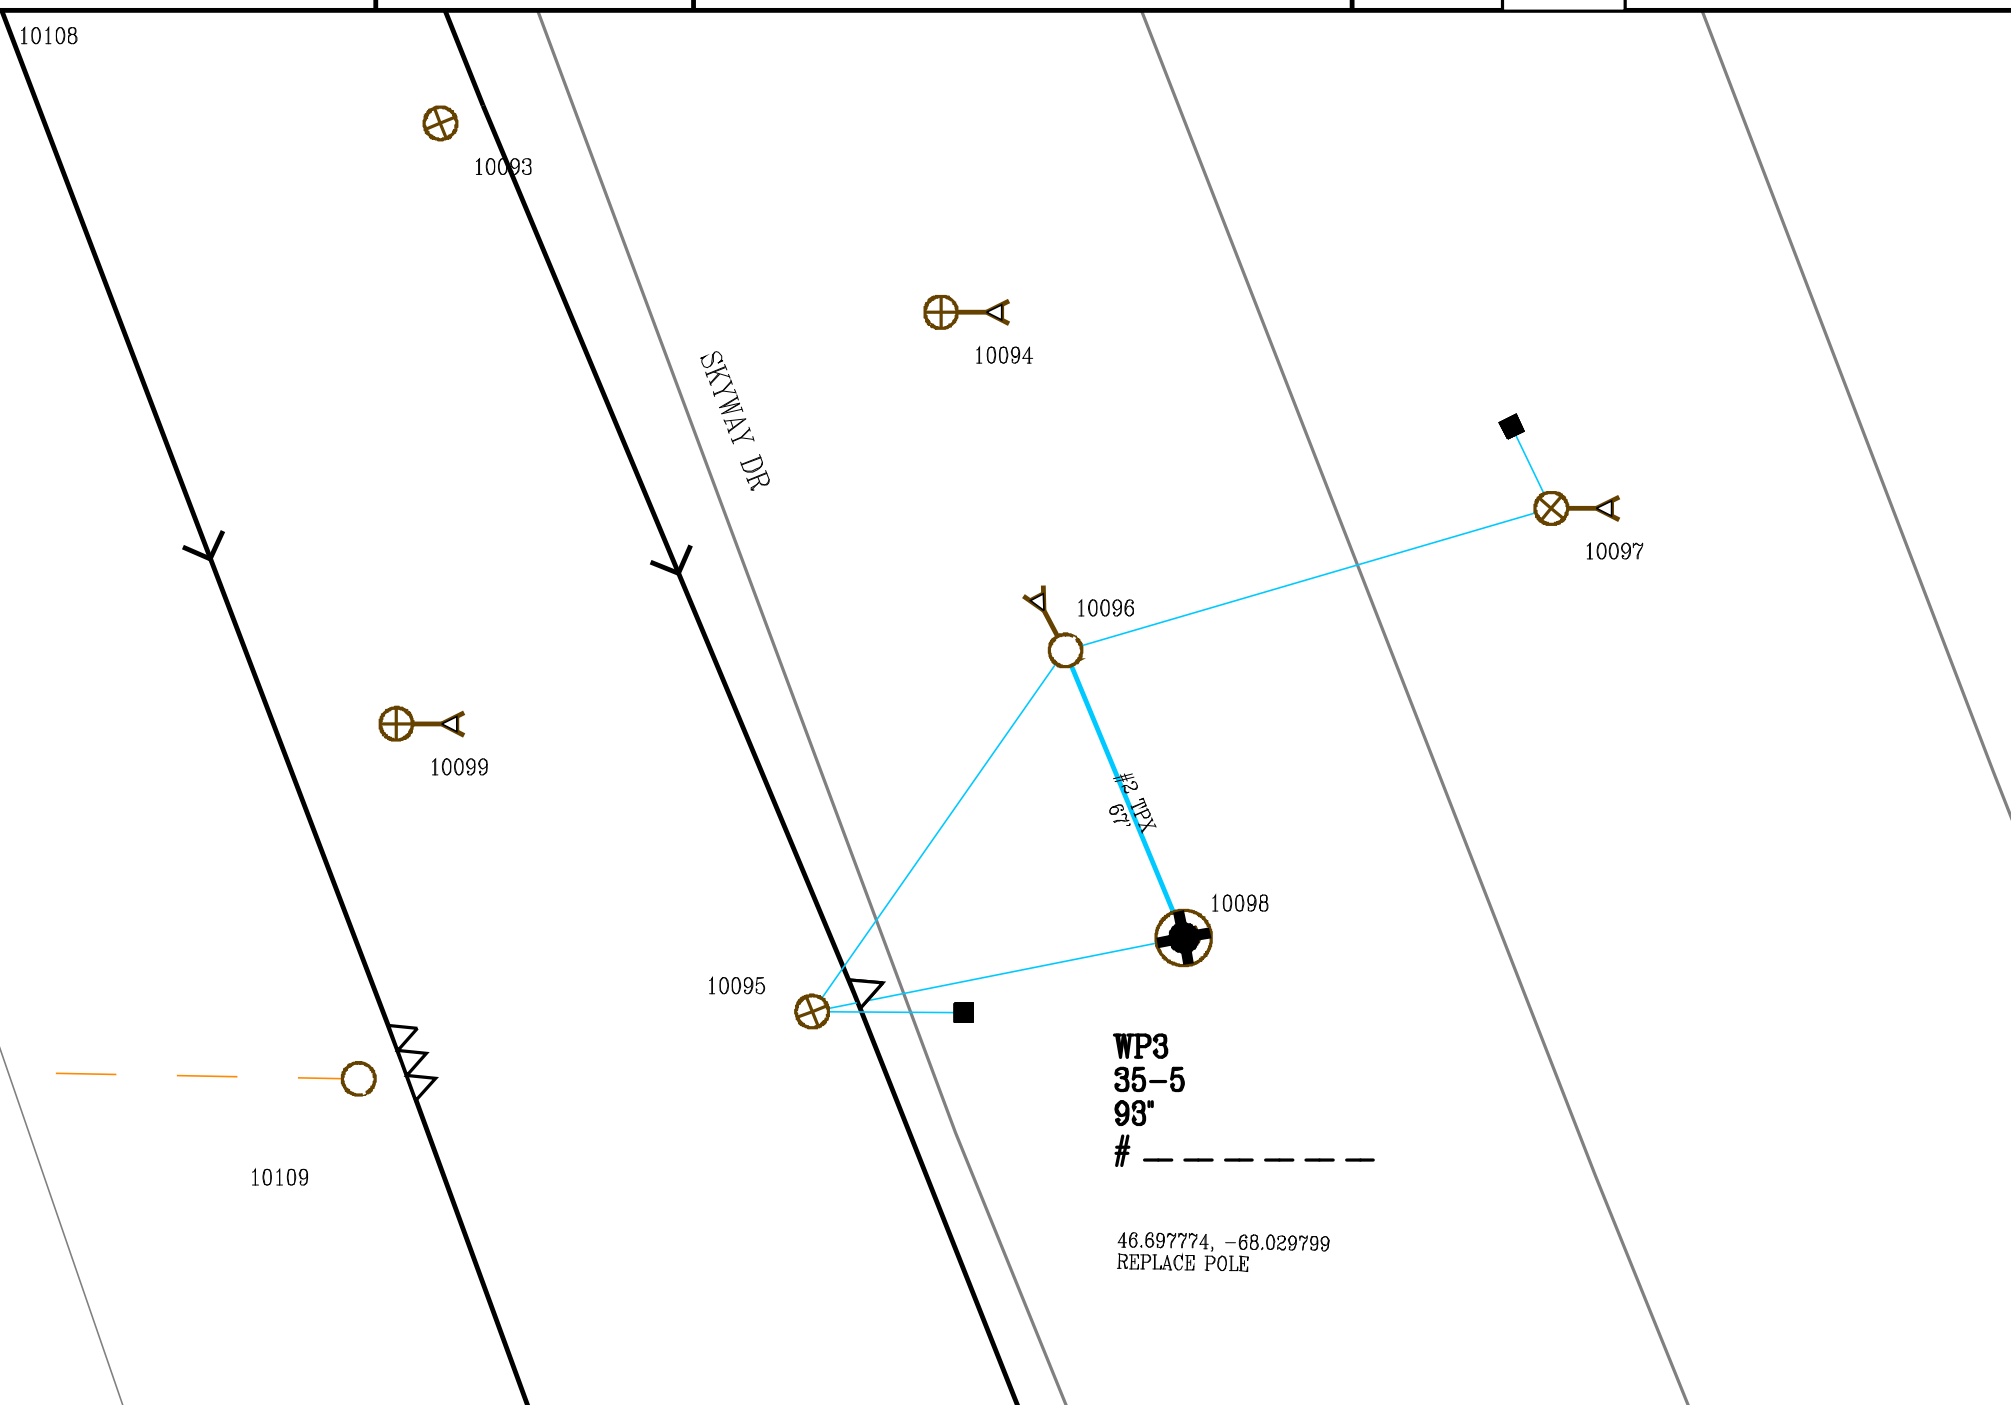 10108
10093
10094
SKYWAY DR
10097
10096
10099
#2 TPX
67'
10098
10095
WP3
35-5
93"
# _ _ _ _ _ _
10109
46.697774, -68.029799
REPLACE POLE